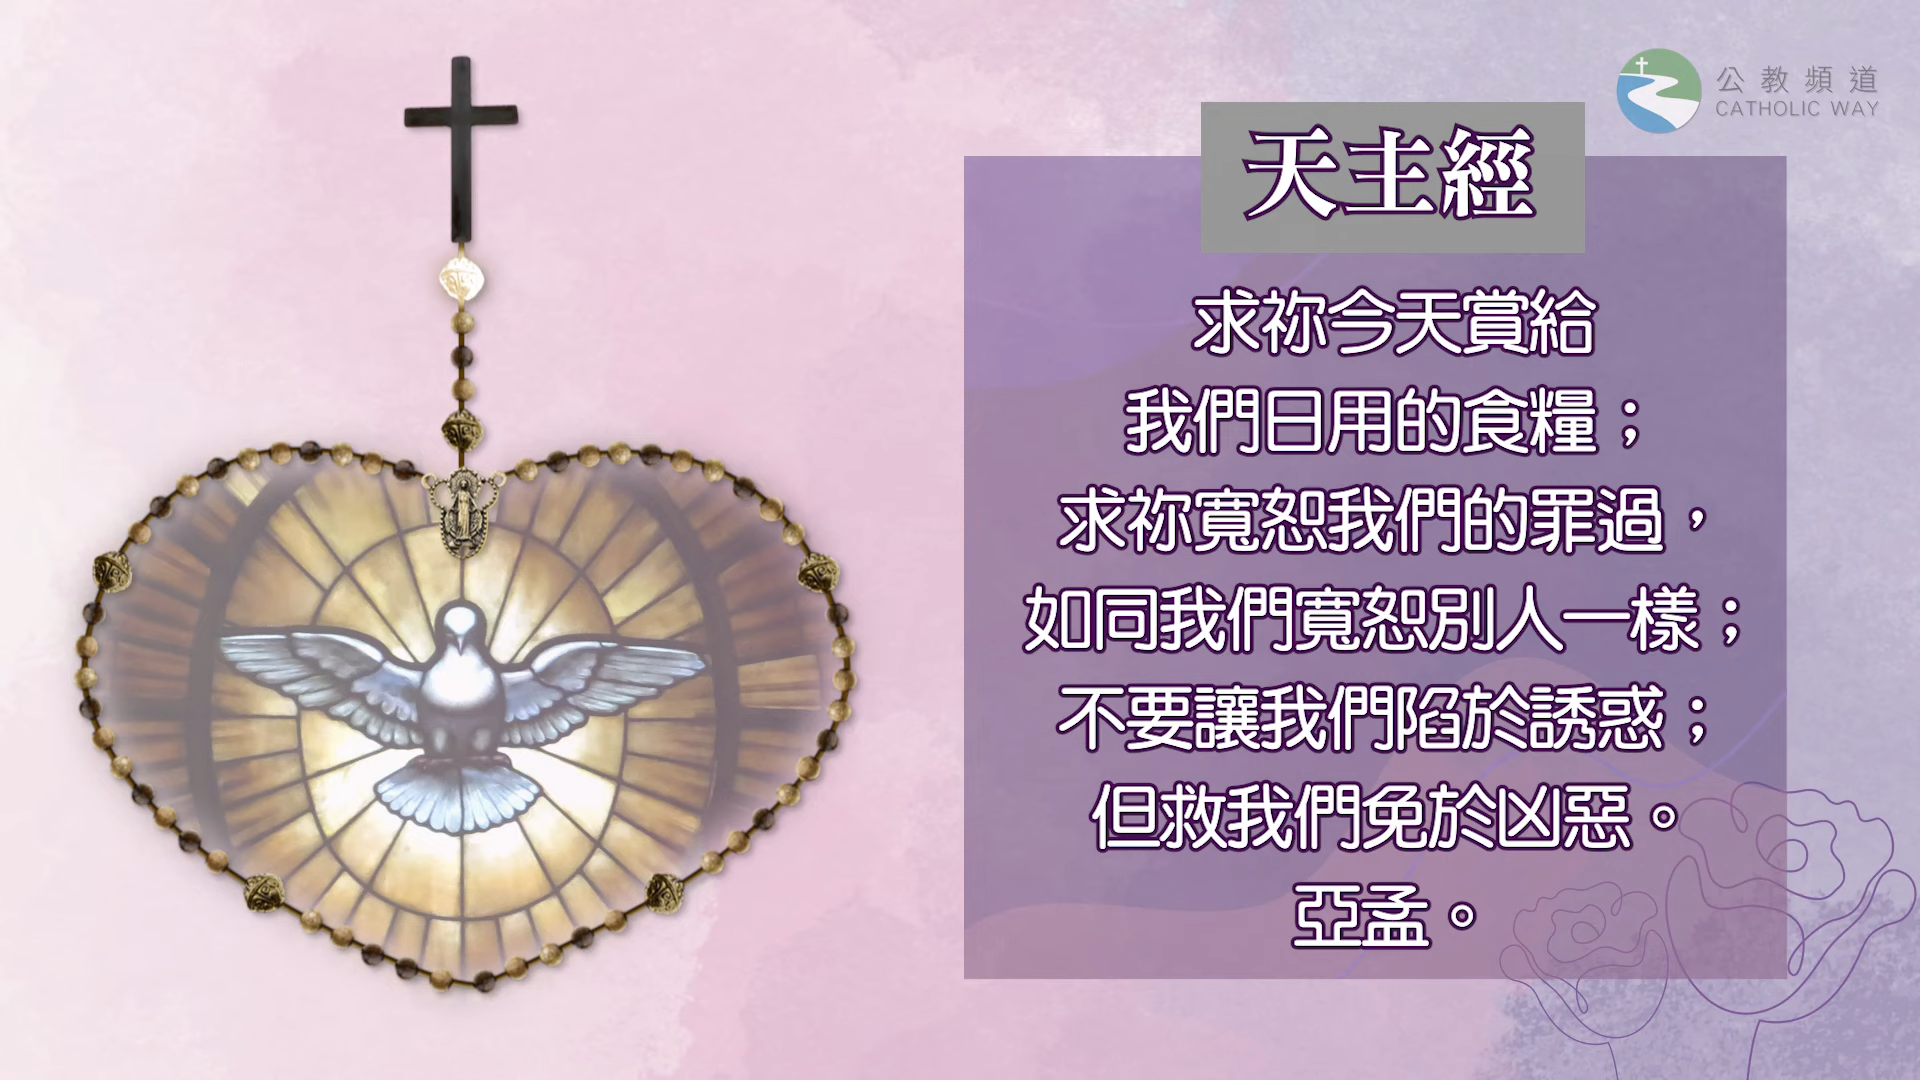 公教頻道
CATHOLIC WAY
天主經
求祢今天賞給
我們日用的食糧；
求祢寬恕我們的罪過，
如同我們寬恕別人一樣；
不要讓我們陷於誘惑；
但救我們免於凶惡。
亞孟。